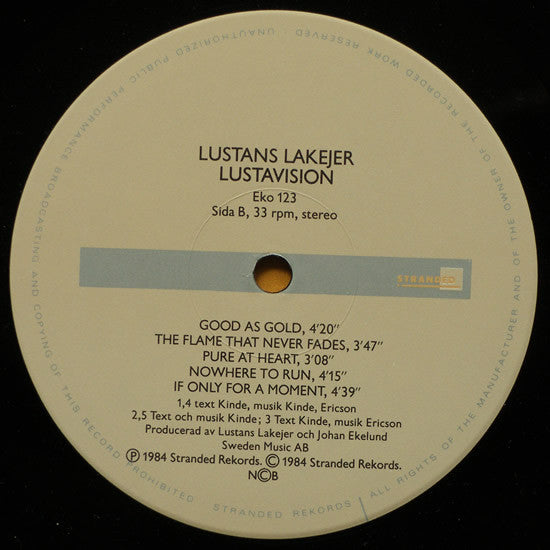 LUSTANS LAKEJER
LUSTAVISION
Eko 123
Sida B, 33 rpm, stereo
STRANDED
GOOD AS GOLD, 4'20"
THE FLAME THAT NEVER FADES, 3'47"
PURE AT HEART, 3'08"
NOWHERE TO RUN, 4'15"
IF ONLY FOR A MOMENT, 4'39"
1,4 text Kinde, musik Kinde, Ericson
2,5 Text och musik Kinde; 3 Text Kinde, musik Ericson
Producerad av Lustans Lakejer och Johan Ekelund
Sweden Music AB
Ⓟ 1984 Stranded Rekords. © 1984 Stranded Rekords.
N©B
ALL RIGHTS OF THE MANUFACTURER AND OF THE OWNER OF THE RECORDED WORK RESERVED · UNAUTHORIZED PUBLIC PERFORMANCE BROADCASTING AND COPYING OF THIS RECORD PROHIBITED
STRANDED REKORDS